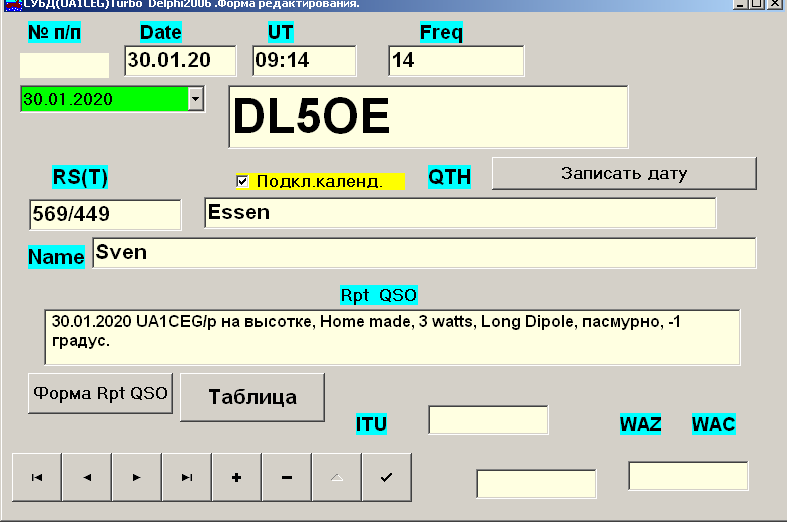 СУБД(UA1CEG)Turbo Delphi2006 .Форма редактирования.
№ п/п Date UT Freq
30.01.20 09:14 14
30.01.2020
DL5OE
RS(T) Подкл.календ. QTH Записать дату
569/449 Essen
Name Sven
Rpt QSO
30.01.2020 UA1CEG/p на высотке, Home made, 3 watts, Long Dipole, пасмурно, -1
градус.
Форма Rpt QSO Таблица
ITU WAZ WAC